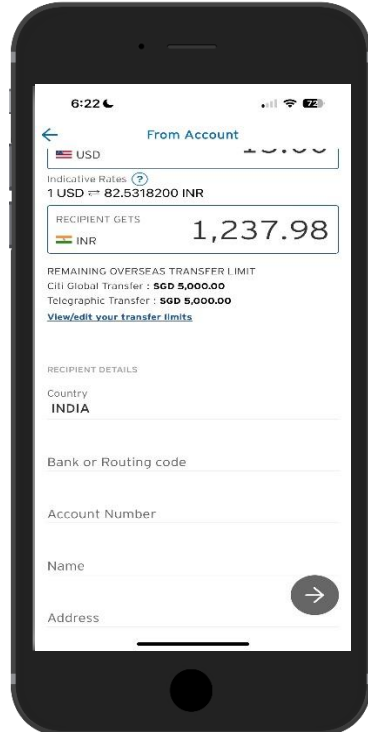 6:22
From Account
USD
Indicative Rates ?
1 USD ⇌ 82.5318200 INR
RECIPIENT GETS
INR
1,237.98
REMAINING OVERSEAS TRANSFER LIMIT
Citi Global Transfer : SGD 5,000.00
Telegraphic Transfer : SGD 5,000.00
View/edit your transfer limits
RECIPIENT DETAILS
Country
INDIA
Bank or Routing code
Account Number
Name
Address